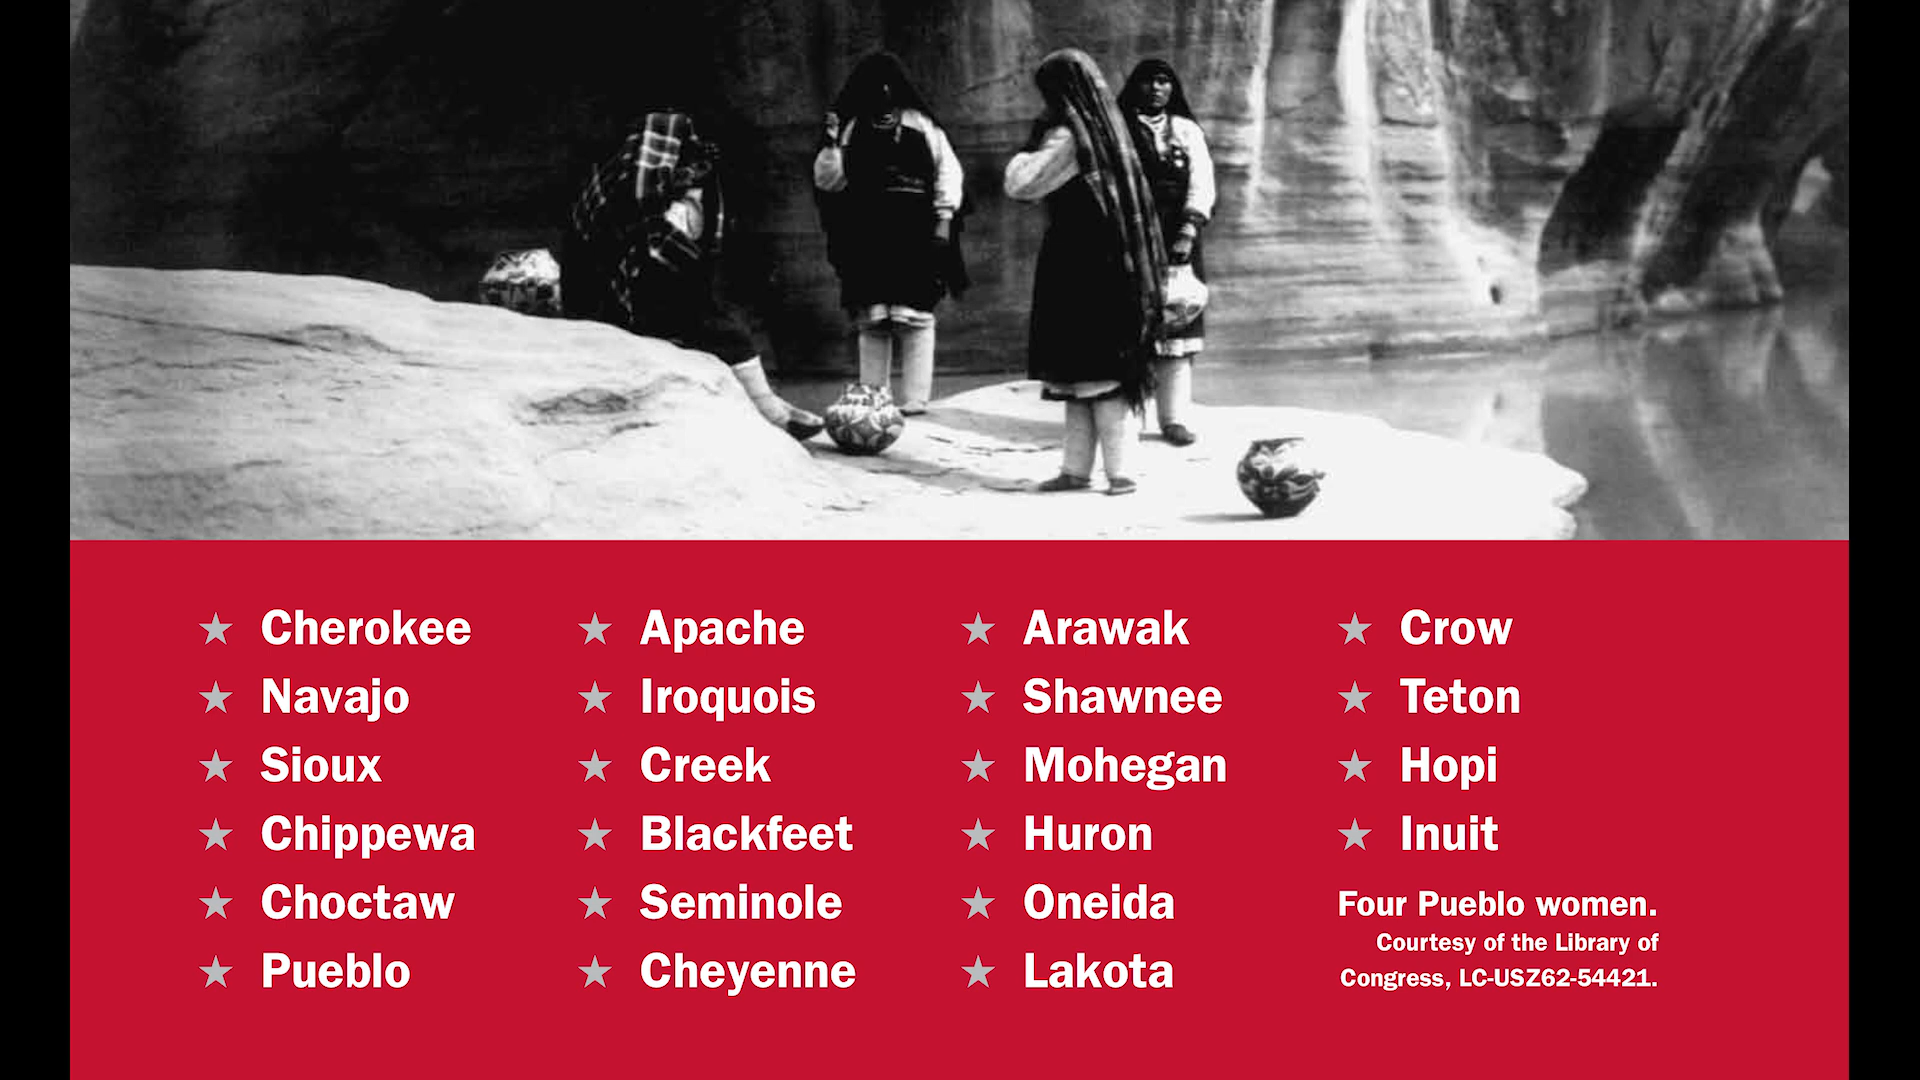 ★ Cherokee
★ Navajo
★ Sioux
★ Chippewa
★ Choctaw
★ Pueblo
★ Apache
★ Iroquois
★ Creek
★ Blackfeet
★ Seminole
★ Cheyenne
★ Arawak
★ Shawnee
★ Mohegan
★ Huron
★ Oneida
★ Lakota
★ Crow
★ Teton
★ Hopi
★ Inuit
Four Pueblo women.
Courtesy of the Library of
Congress, LC-USZ62-54421.